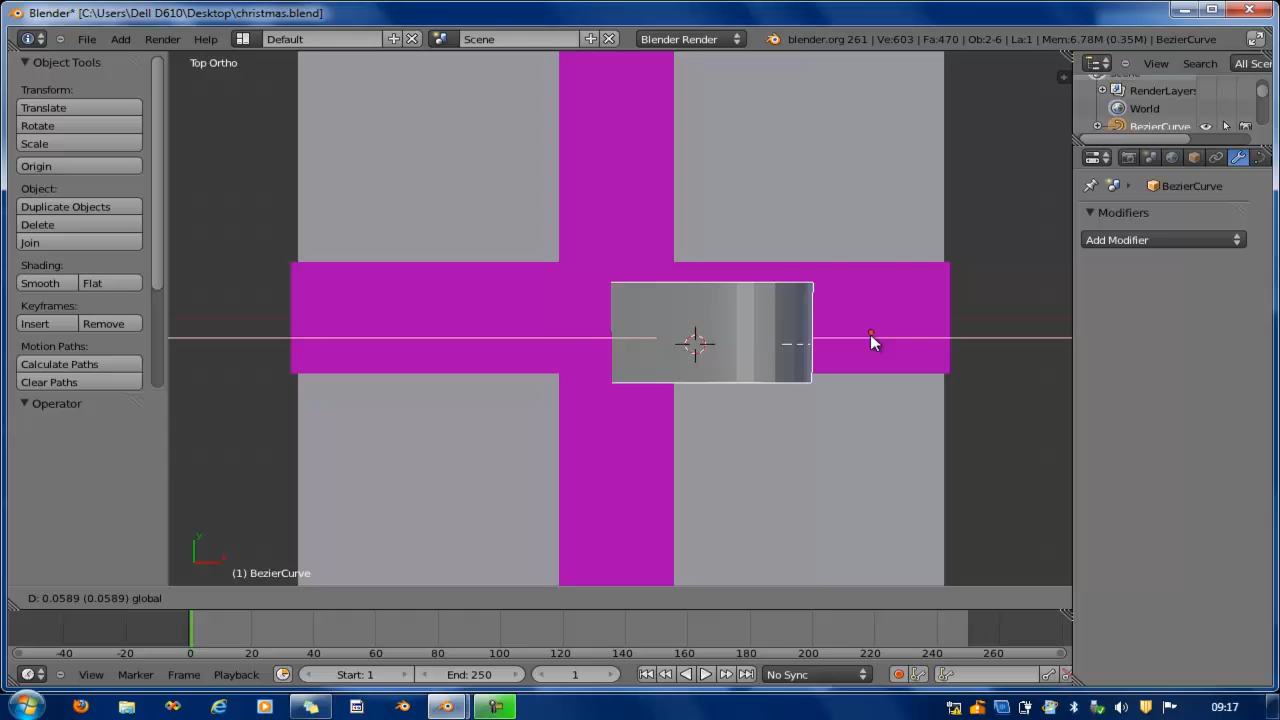 Blender* [C:\Users\Dell D610\Desktop\christmas.blend]
File Add Render Help Default Scene Blender Render blender.org 261 | Ve:603 | Fa:470 | Ob:2-6 | La:1 | Mem:6.78M (0.35M) | BezierCurve
Object Tools
Transform:
Translate
Rotate
Scale
Origin
Object:
Duplicate Objects
Delete
Join
Shading:
Smooth Flat
Keyframes:
Insert Remove
Motion Paths:
Calculate Paths
Clear Paths
Operator
Top Ortho
y
x
(1) BezierCurve
View Search All Scen
Scene
RenderLayers
World
BezierCurve
BezierCurve
Modifiers
Add Modifier
D: 0.0589 (0.0589) global
-40 -20 0 20 40 60 80 100 120 140 160 180 200 220 240 260
View Marker Frame Playback Start: 1 End: 250 1 No Sync
09:17